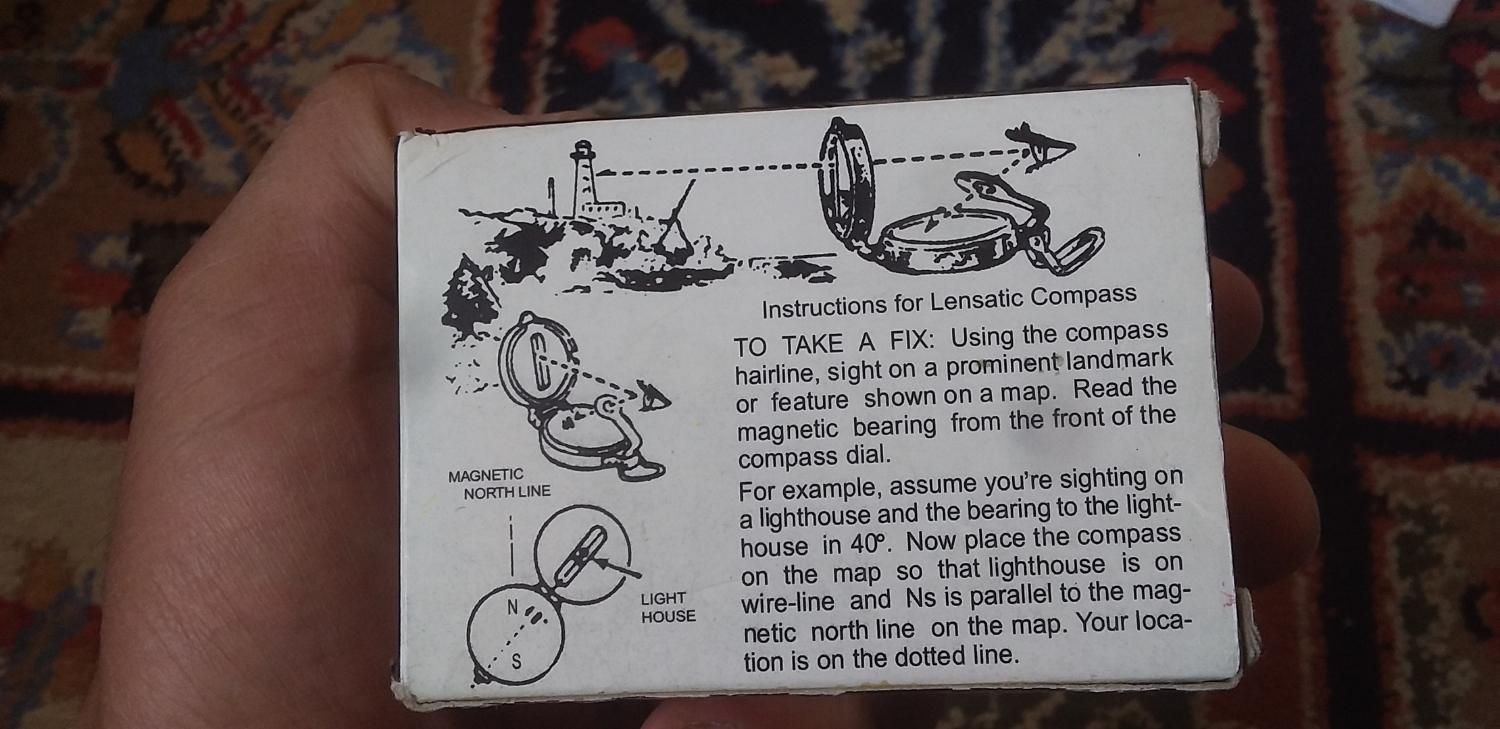 Instructions for Lensatic Compass
TO TAKE A FIX: Using the compass
hairline, sight on a prominent landmark
or feature shown on a map. Read the
magnetic bearing from the front of the
compass dial.
For example, assume you're sighting on
a lighthouse and the bearing to the light-
house in 40°. Now place the compass
on the map so that lighthouse is on
wire-line and Ns is parallel to the mag-
netic north line on the map. Your loca-
tion is on the dotted line.
MAGNETIC
NORTH LINE
LIGHT
HOUSE
N
S